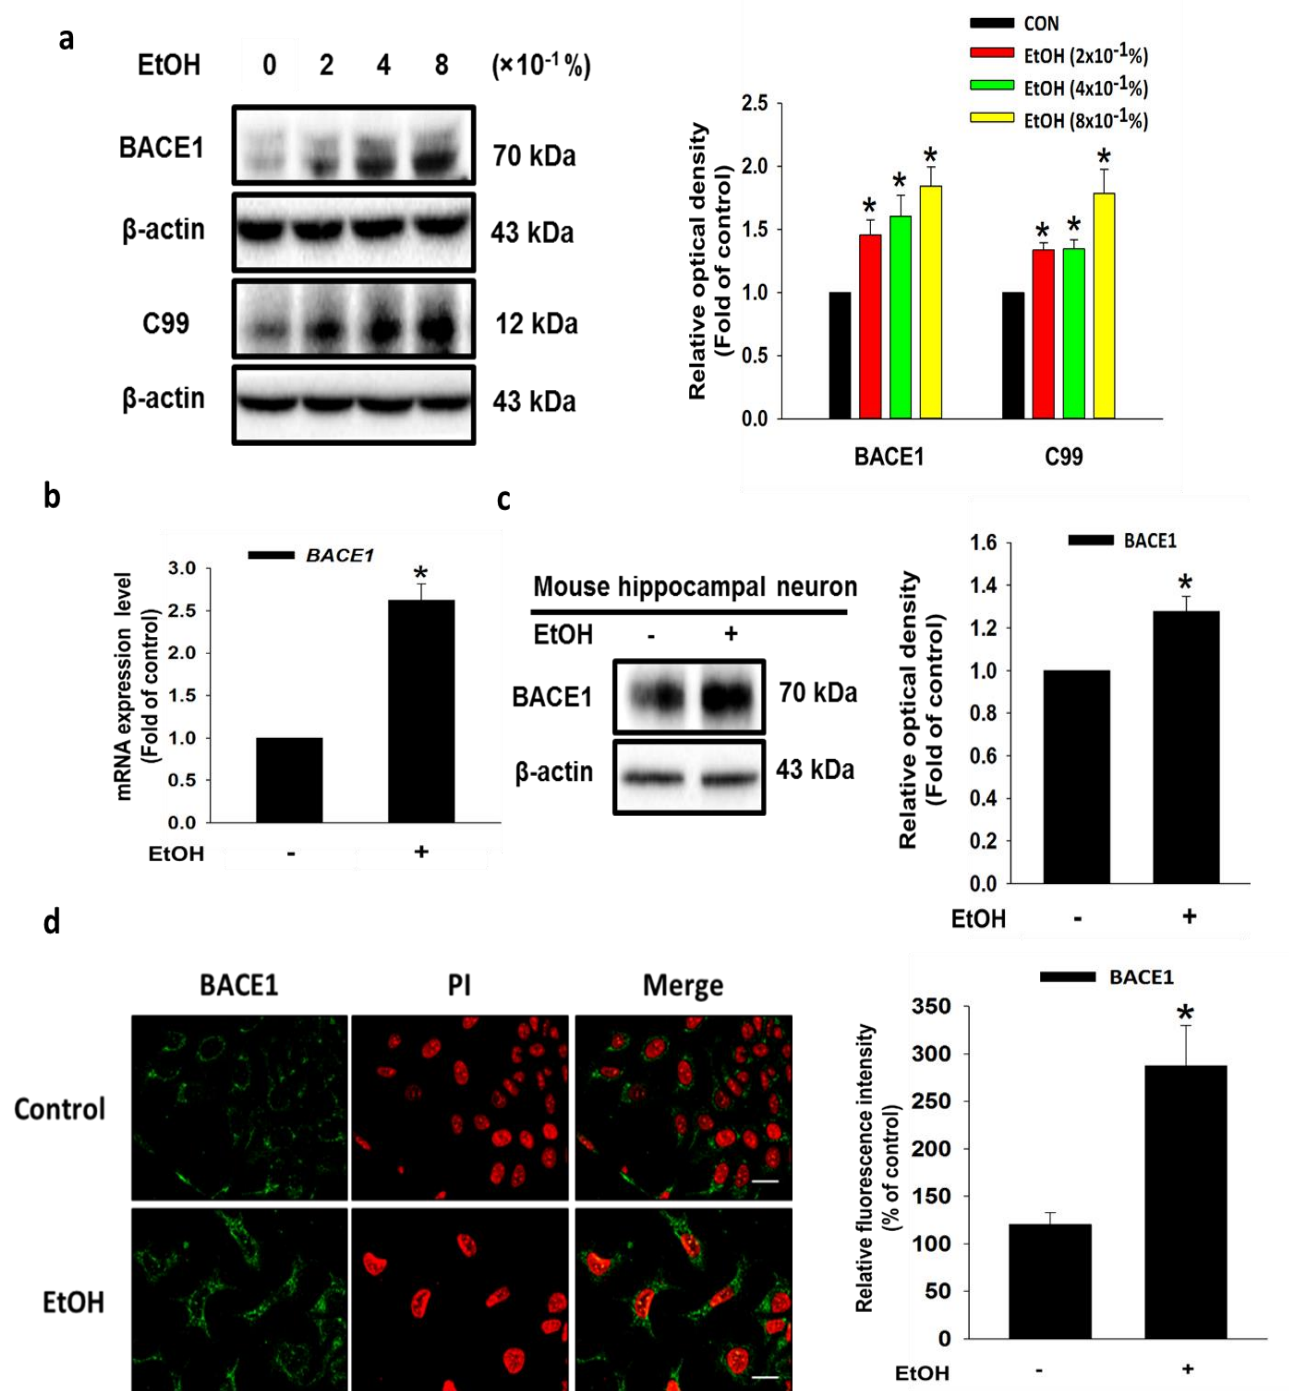 a
EtOH 0 2 4 8 (×10-1 %)
BACE1 70 kDa
β-actin 43 kDa
C99 12 kDa
β-actin 43 kDa
CON
EtOH (2x10-1%)
EtOH (4x10-1%)
EtOH (8x10-1%)
Relative optical density
(Fold of control)
2.5
2.0
1.5
1.0
0.5
0.0
* * * * * *
BACE1 C99
b
BACE1
mRNA expression level
(Fold of control)
3.0
2.5
2.0
1.5
1.0
0.5
0.0
*
EtOH - +
c
Mouse hippocampal neuron
EtOH - +
BACE1 70 kDa
β-actin 43 kDa
BACE1
Relative optical density
(Fold of control)
1.6
1.4
1.2
1.0
0.8
0.6
0.4
0.2
0.0
*
EtOH - +
d
BACE1 PI Merge
Control
EtOH
BACE1
Relative fluorescence intensity
(% of control)
350
300
250
200
150
100
50
0
*
EtOH - +